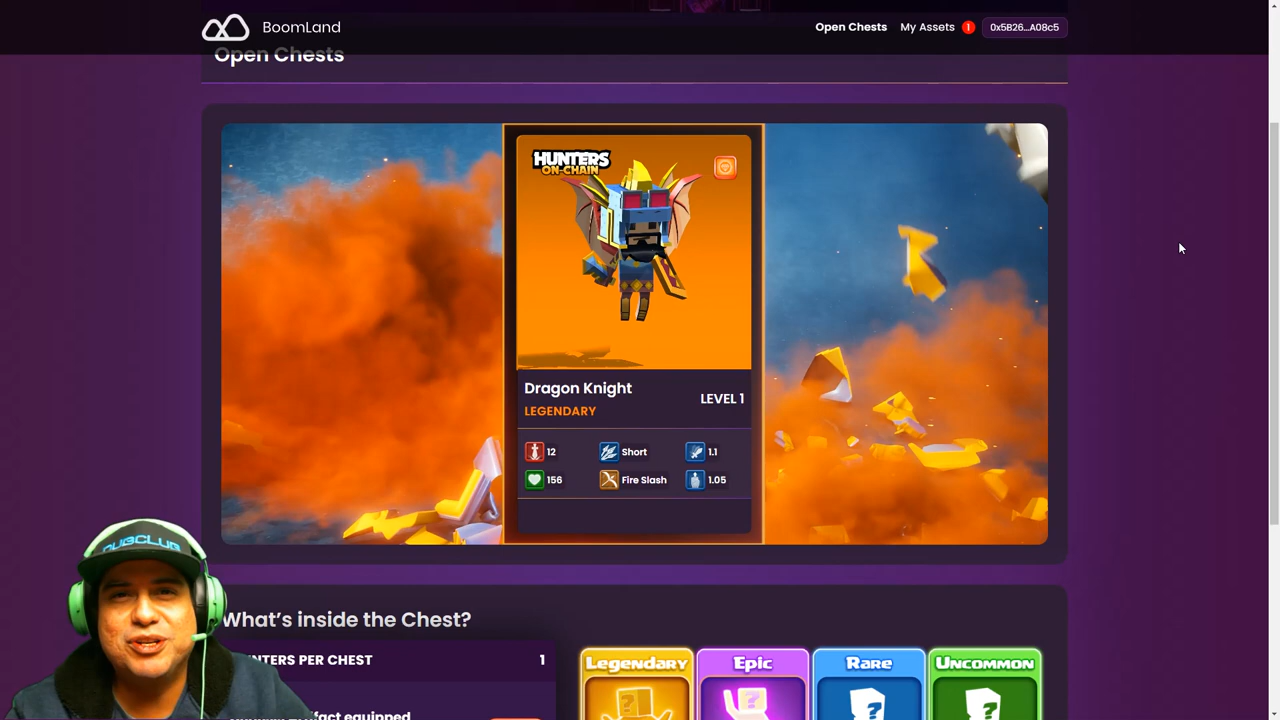 BoomLand
Open Chests
My Assets
1
0x5B26...A08c5
Open Chests
HUNTERS
ON-CHAIN
Dragon Knight
LEVEL 1
LEGENDARY
12
Short
1.1
156
Fire Slash
1.05
DUBCLUB
What's inside the Chest?
PER CHEST
1
Legendary
Epic
Rare
Uncommon
?
?
?
?
equipped